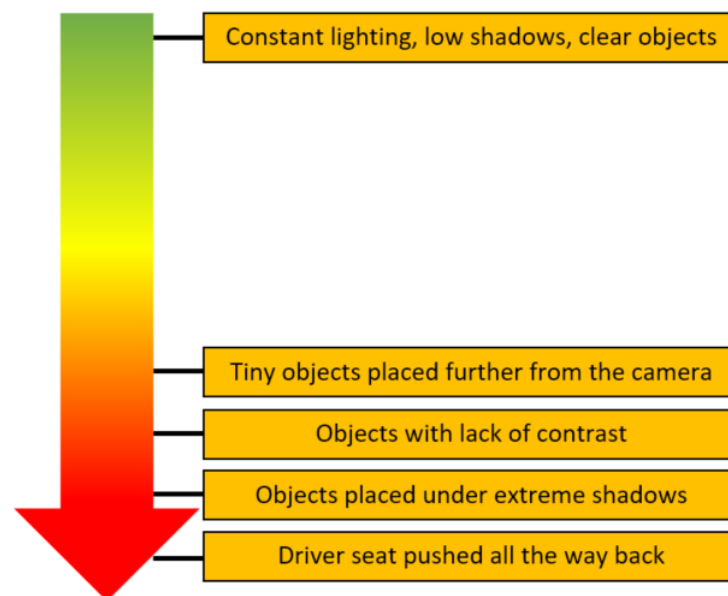 Constant lighting, low shadows, clear objects
Tiny objects placed further from the camera
Objects with lack of contrast
Objects placed under extreme shadows
Driver seat pushed all the way back